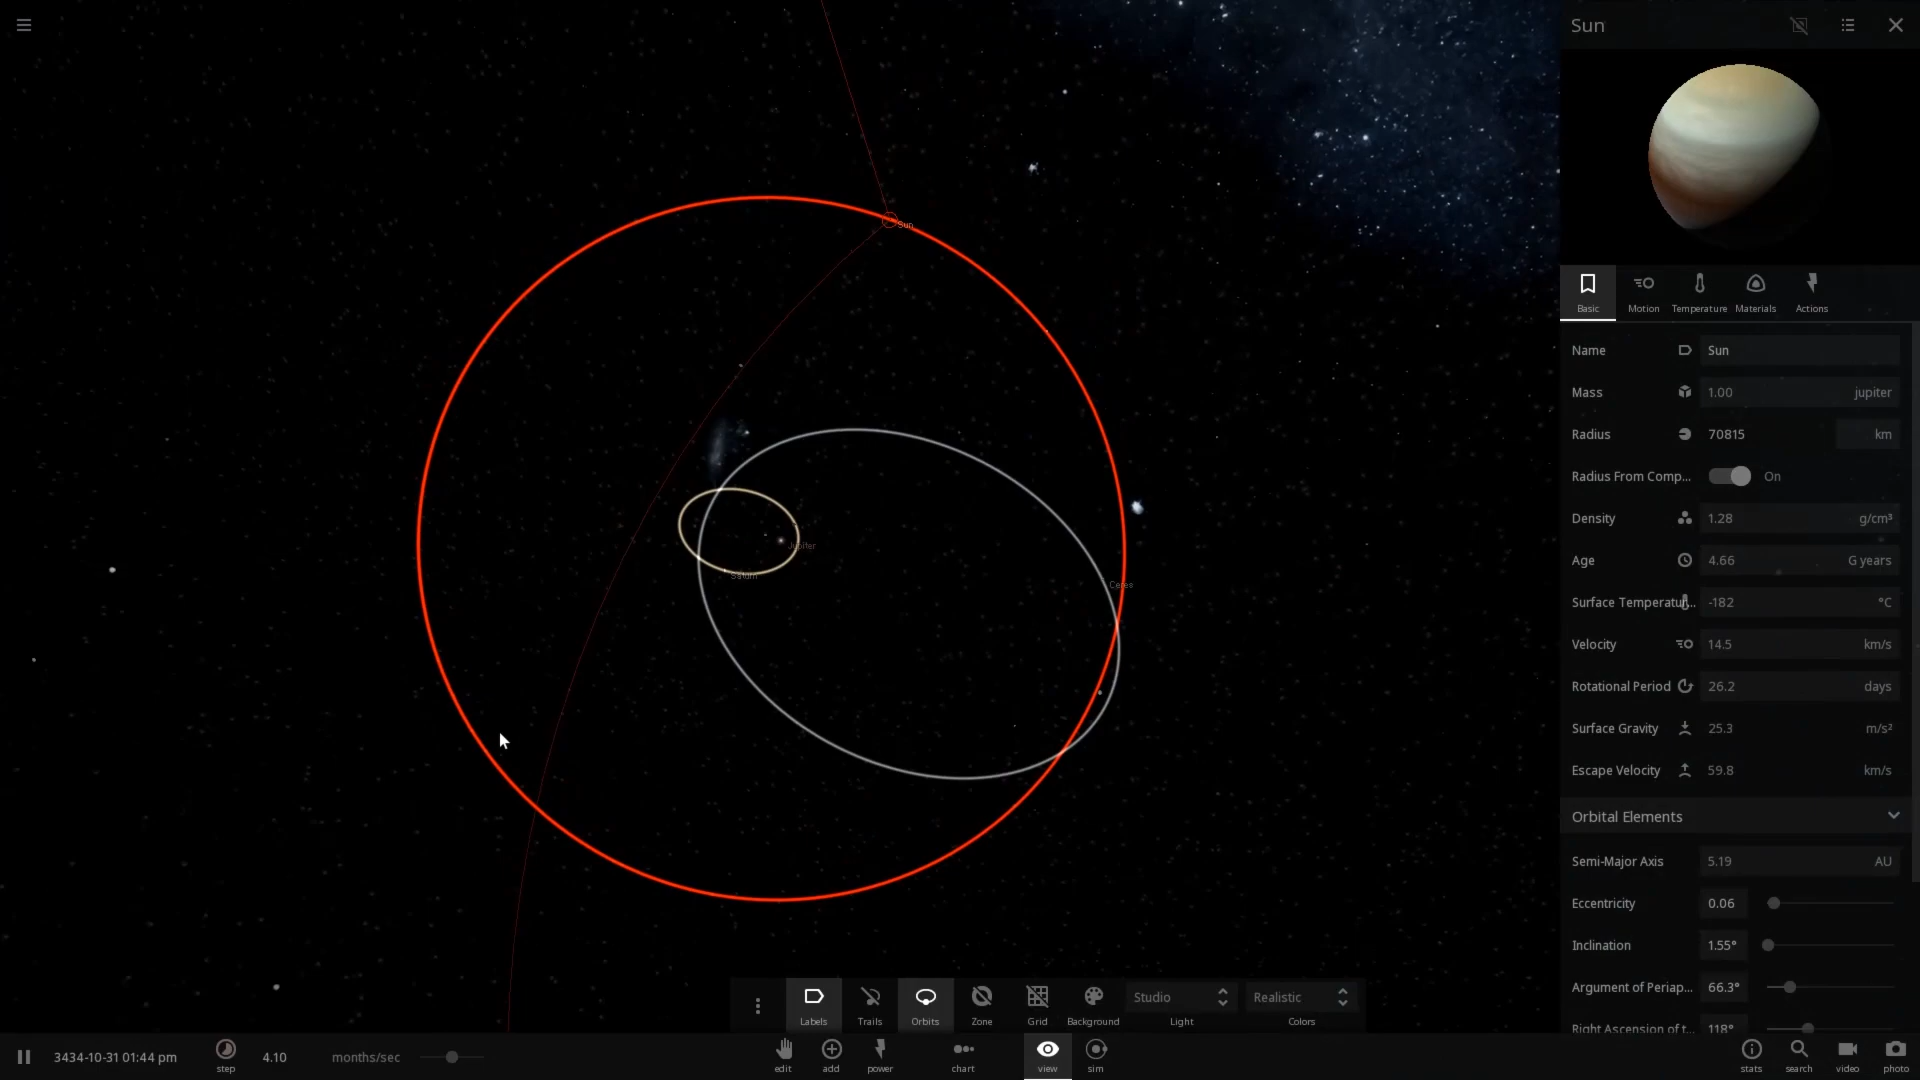 Sun
Sun
Jupiter
Saturn
Ceres
Basic
Motion
Temperature
Materials
Actions
Name Sun
Mass 1.00 jupiter
Radius 70815 km
Radius From Comp... On
Density 1.28 g/cm³
Age 4.66 G years
Surface Temperatur... -182 °C
Velocity 14.5 km/s
Rotational Period 26.2 days
Surface Gravity 25.3 m/s²
Escape Velocity 59.8 km/s
Orbital Elements
Semi-Major Axis 5.19 AU
Eccentricity 0.06
Inclination 1.55°
Argument of Periap... 66.3°
Right Ascension of t... 118°
Labels
Trails
Orbits
Zone
Grid
Background
Studio
Light
Realistic
Colors
3434-10-31 01:44 pm
step
4.10 months/sec
edit
add
power
chart
view
sim
stats
search
video
photo